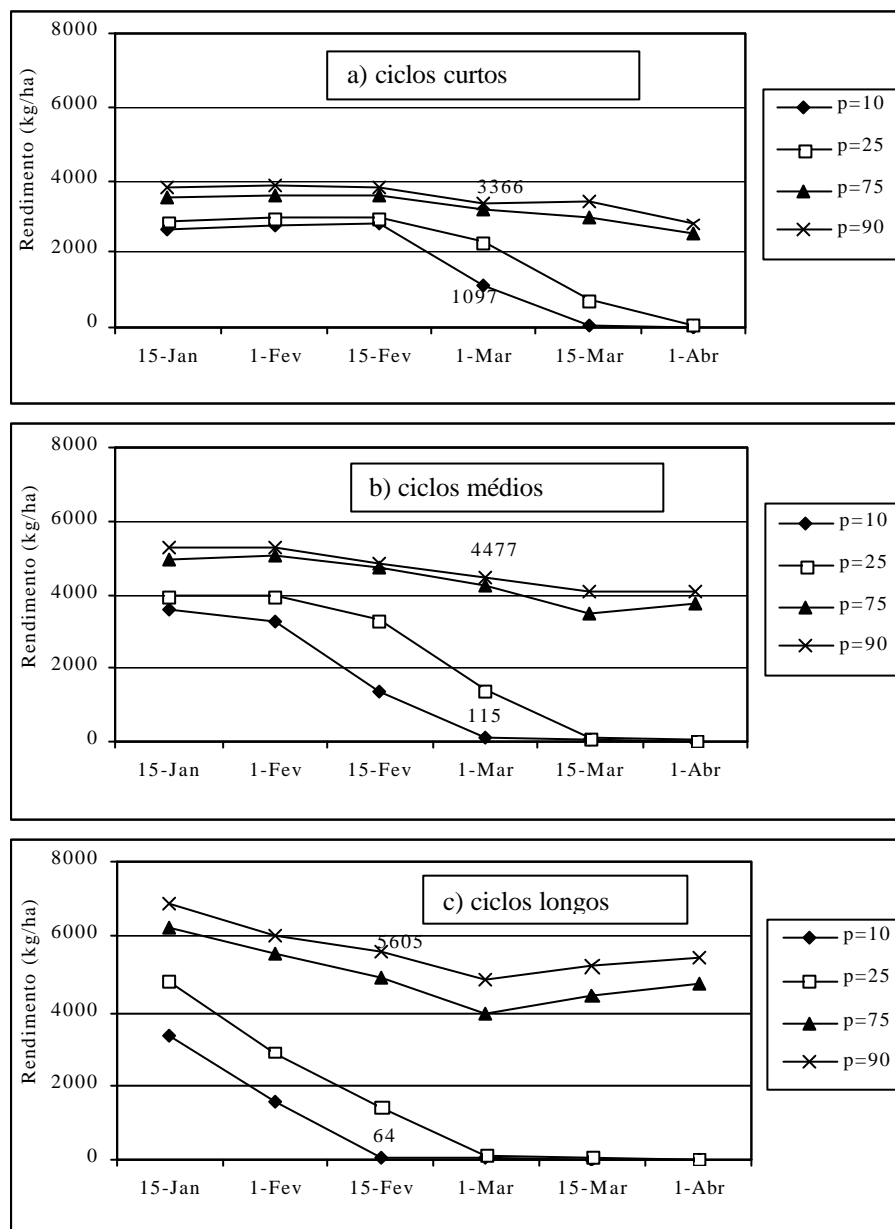 8000
6000
4000
2000
0
Rendimento (kg/ha)
a) ciclos curtos
3366
1097
15-Jan 1-Fev 15-Fev 1-Mar 15-Mar 1-Abr
p=10
p=25
p=75
p=90
8000
6000
4000
2000
0
Rendimento (kg/ha)
b) ciclos médios
4477
115
15-Jan 1-Fev 15-Fev 1-Mar 15-Mar 1-Abr
p=10
p=25
p=75
p=90
8000
6000
4000
2000
0
Rendimento (kg/ha)
c) ciclos longos
5605
64
15-Jan 1-Fev 15-Fev 1-Mar 15-Mar 1-Abr
p=10
p=25
p=75
p=90